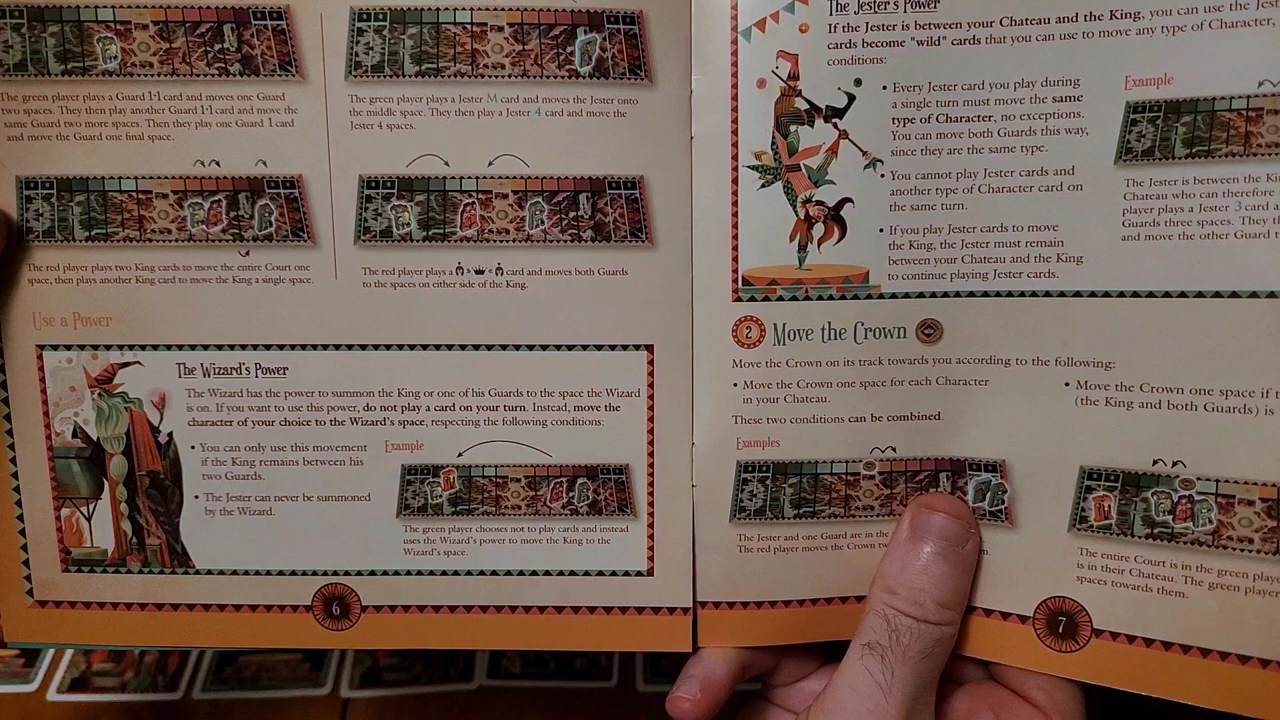 The green player plays a Guard 1•1 card and moves one Guard
two spaces. They then play another Guard 1•1 card and move the
same Guard two more spaces. Then they play one Guard 1 card
and move the Guard one final space.
The green player plays a Jester M card and moves the Jester onto
the middle space. They then play a Jester 4 card and move the
Jester 4 spaces.
The red player plays two King cards to move the entire Court one
space, then plays another King card to move the King a single space.
The red player plays a card and moves both Guards
to the spaces on either side of the King.
Use a Power
The Wizard's Power
The Wizard has the power to summon the King or one of his Guards to the space the Wizard
is on. If you want to use this power, do not play a card on your turn. Instead, move the
character of your choice to the Wizard's space, respecting the following conditions:
• You can only use this movement
if the King remains between his
two Guards.
• The Jester can never be summoned
by the Wizard.
Example
The green player chooses not to play cards and instead
uses the Wizard's power to move the King to the
Wizard's space.
6
The Jester's Power
If the Jester is between your Chateau and the King, you can use the
cards become "wild" cards that you can use to move any type of Character,
conditions:
• Every Jester card you play during
a single turn must move the same
type of Character, no exceptions.
You can move both Guards this way,
since they are the same type.
• You cannot play Jester cards and
another type of Character card on
the same turn.
• If you play Jester cards to move
the King, the Jester must remain
between your Chateau and the King
to continue playing Jester cards.
Example
The Jester is between the
Chateau who can therefore
player plays a Jester 3 card
Guards three spaces. They
and move the other Guard
2 Move the Crown
Move the Crown on its track towards you according to the following:
• Move the Crown one space for each Character
in your Chateau.
• Move the Crown one space if
(the King and both Guards) is
These two conditions can be combined.
Examples
The Jester and one Guard are in the
The red player moves the Crown
The entire Court is in the green
is in their Chateau. The green player
spaces towards them.
7